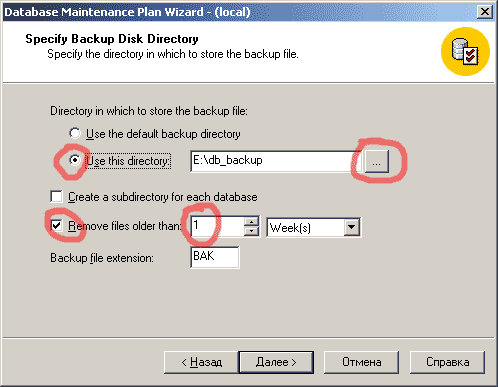 Database Maintenance Plan Wizard - (local)
Specify Backup Disk Directory
Specify the directory in which to store the backup file.
Directory in which to store the backup file:
Use the default backup directory
Use this directory: E:\db_backup ...
Create a subdirectory for each database
Remove files older than: 1 Week(s)
Backup file extension: BAK
< Назад Далее > Отмена Справка